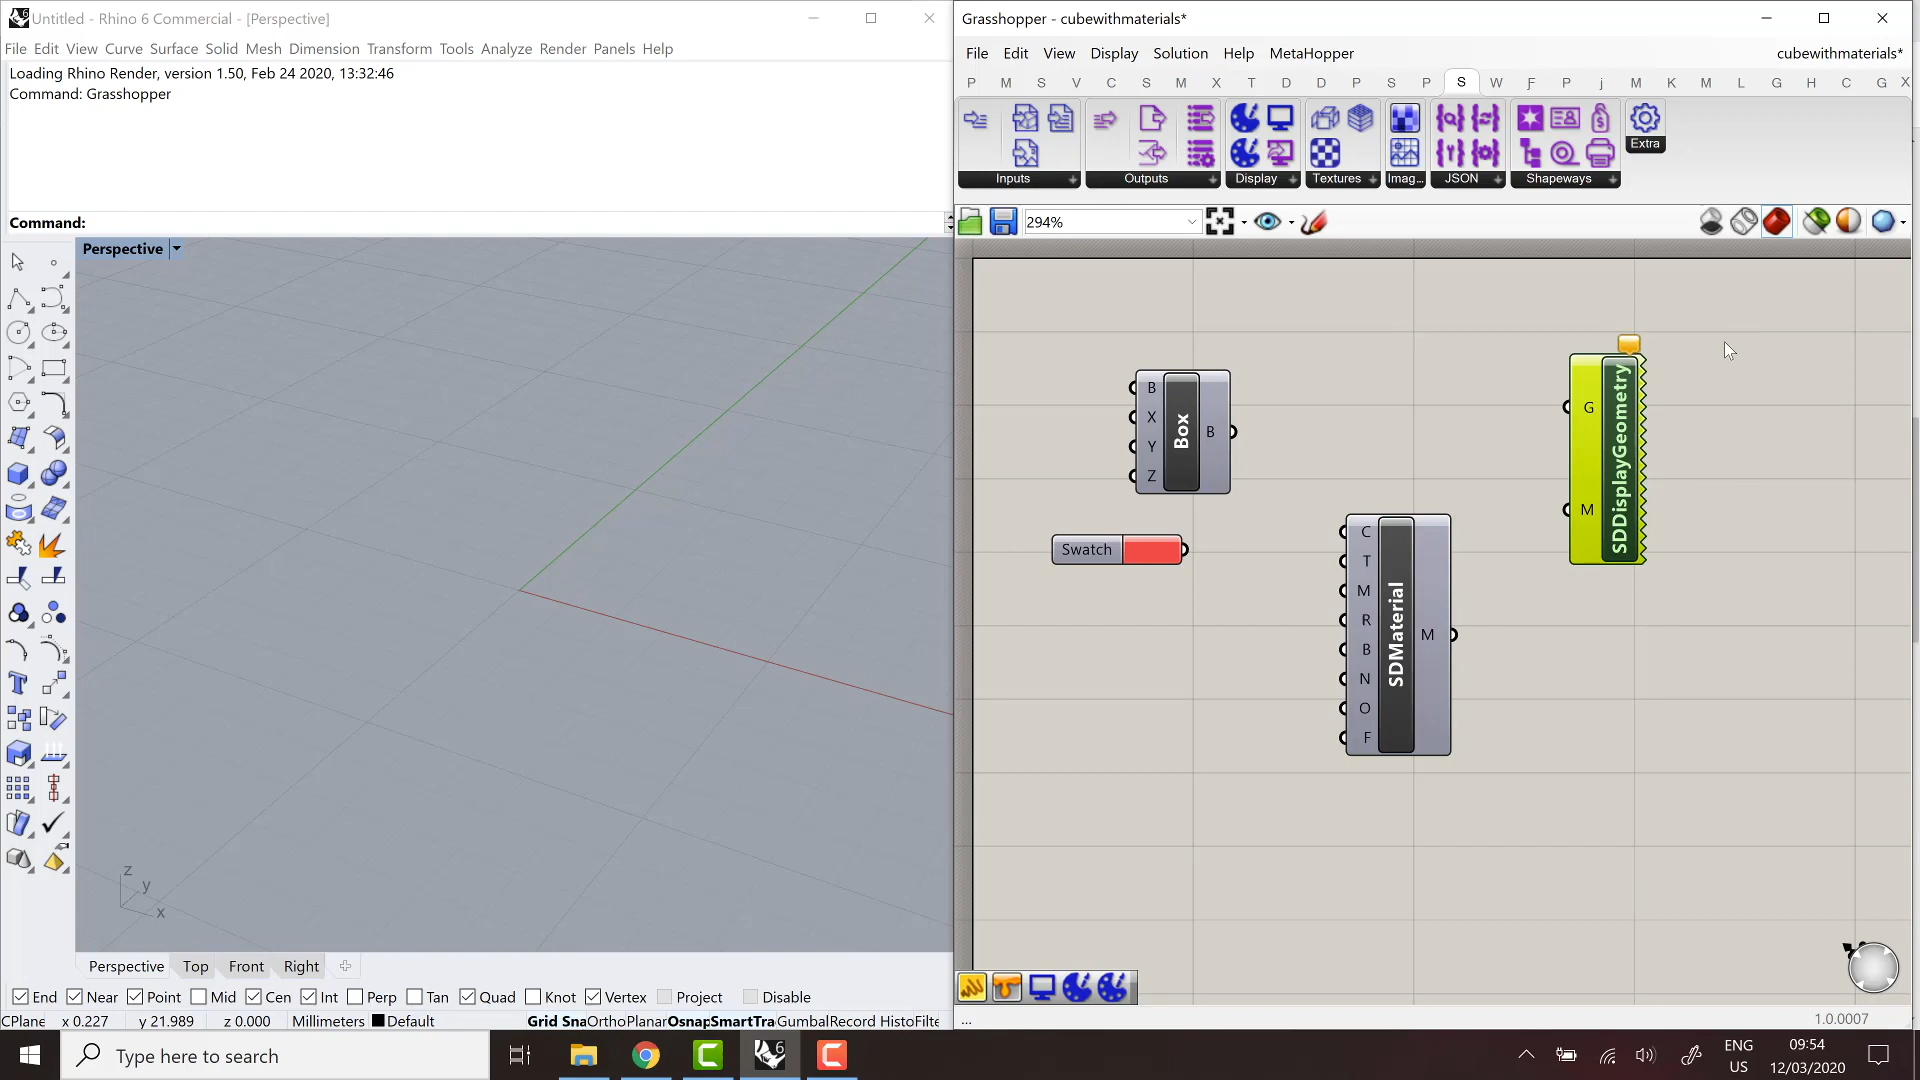 Untitled - Rhino 6 Commercial - [Perspective]
File Edit View Curve Surface Solid Mesh Dimension Transform Tools Analyze Render Panels Help
Loading Rhino Render, version 1.50, Feb 24 2020, 13:32:46
Command: Grasshopper
Command:
Perspective
z
y
x
Perspective Top Front Right
End Near Point Mid Cen Int Perp Tan Quad Knot Vertex Project Disable
CPlane x 0.227 y 21.989 z 0.000 Millimeters Default Grid Sna OrthoPlanar OsnapSmartTra GumbalRecord HistoFilte
Grasshopper - cubewithmaterials*
File Edit View Display Solution Help MetaHopper cubewithmaterials*
P M S V C S M X T D D P S P S W F P j M K M L G H C G X
Extra
Inputs Outputs Display Textures Imag... JSON Shapeways
294%
B
X
Y
Z
Box
B
Swatch
C
T
M
R
B
N
O
F
SDMaterial
M
G
M
SDDisplayGeometry
... 1.0.0007
Type here to search
6
ENG
US
09:54
12/03/2020